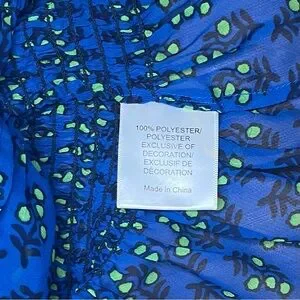 100% POLYESTER/
POLYESTER
EXCLUSIVE OF
DECORATION/
EXCLUSIF DE
DÉCORATION
Made in China